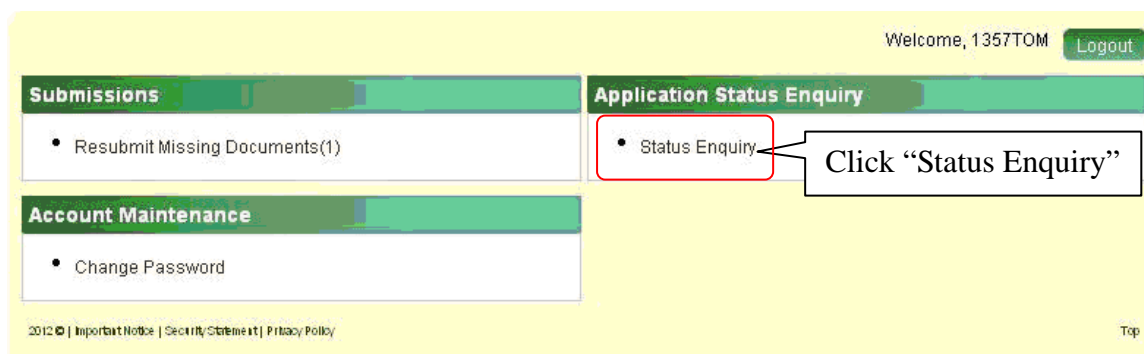 Welcome, 1357TOM Logout
Submissions
Resubmit Missing Documents(1)
Application Status Enquiry
Status Enquiry
Click “Status Enquiry”
Account Maintenance
Change Password
2012 © | Important Notice | Security Statement | Privacy Policy
Top